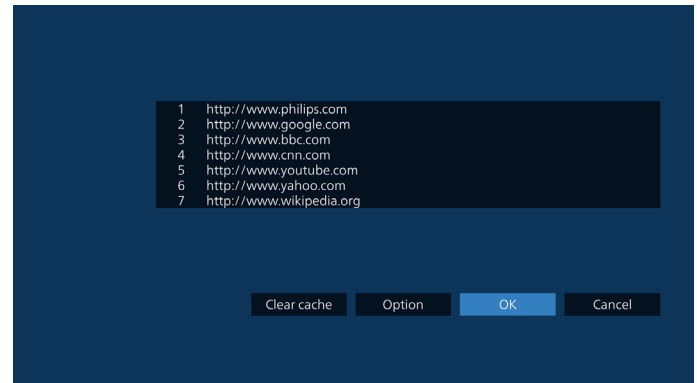 1 http://www.philips.com
2 http://www.google.com
3 http://www.bbc.com
4 http://www.cnn.com
5 http://www.youtube.com
6 http://www.yahoo.com
7 http://www.wikipedia.org
Clear cache Option OK Cancel